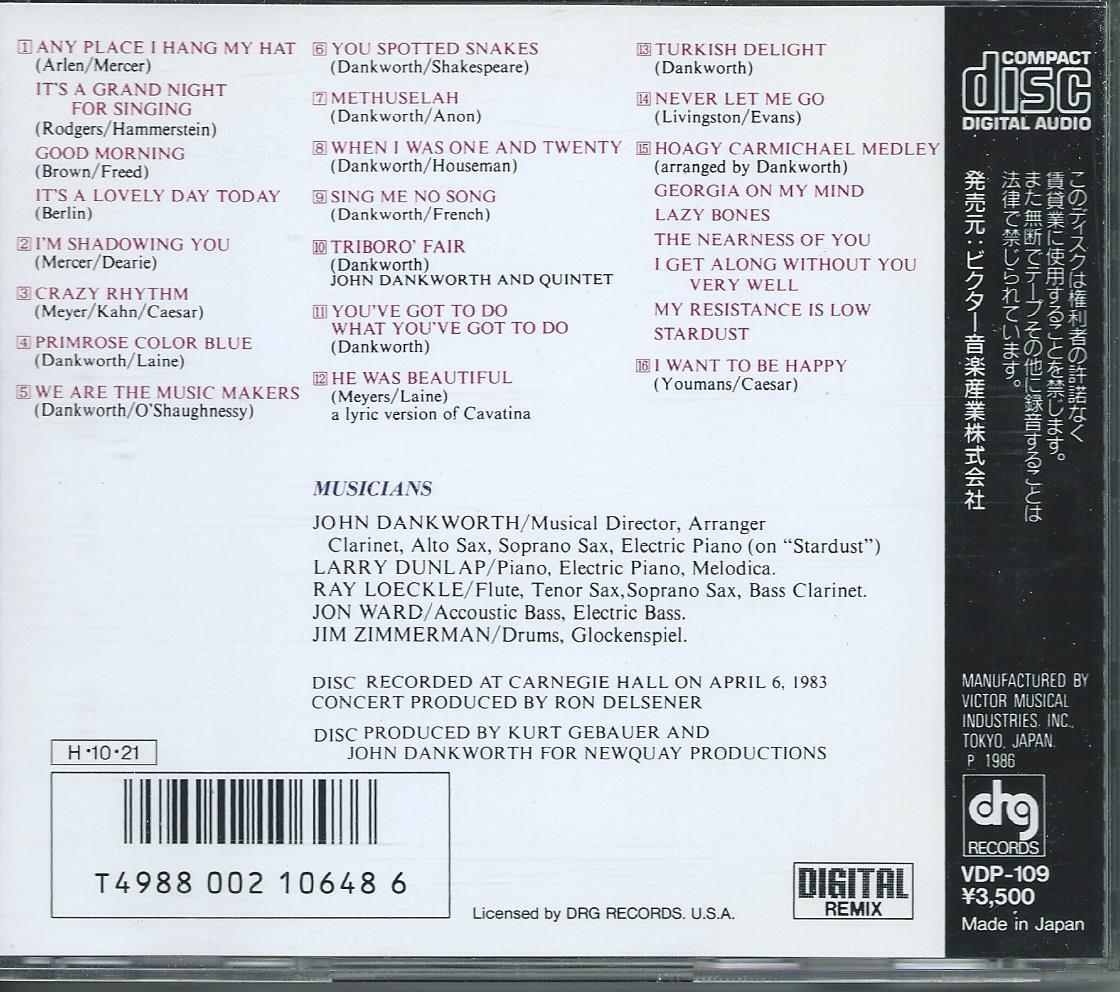 1 ANY PLACE I HANG MY HAT
(Arlen/Mercer)
IT'S A GRAND NIGHT
FOR SINGING
(Rodgers/Hammerstein)
GOOD MORNING
(Brown/Freed)
IT'S A LOVELY DAY TODAY
(Berlin)
2 I'M SHADOWING YOU
(Mercer/Dearie)
3 CRAZY RHYTHM
(Meyer/Kahn/Caesar)
4 PRIMROSE COLOR BLUE
(Dankworth/Laine)
5 WE ARE THE MUSIC MAKERS
(Dankworth/O'Shaughnessy)
6 YOU SPOTTED SNAKES
(Dankworth/Shakespeare)
7 METHUSELAH
(Dankworth/Anon)
8 WHEN I WAS ONE AND TWENTY
(Dankworth/Houseman)
9 SING ME NO SONG
(Dankworth/French)
10 TRIBORO' FAIR
(Dankworth)
JOHN DANKWORTH AND QUINTET
11 YOU'VE GOT TO DO
WHAT YOU'VE GOT TO DO
(Dankworth)
12 HE WAS BEAUTIFUL
(Meyers/Laine)
a lyric version of Cavatina
13 TURKISH DELIGHT
(Dankworth)
14 NEVER LET ME GO
(Livingston/Evans)
15 HOAGY CARMICHAEL MEDLEY
(arranged by Dankworth)
GEORGIA ON MY MIND
LAZY BONES
THE NEARNESS OF YOU
I GET ALONG WITHOUT YOU
VERY WELL
MY RESISTANCE IS LOW
STARDUST
16 I WANT TO BE HAPPY
(Youmans/Caesar)
MUSICIANS
JOHN DANKWORTH/Musical Director, Arranger
Clarinet, Alto Sax, Soprano Sax, Electric Piano (on “Stardust”)
LARRY DUNLAP/Piano, Electric Piano, Melodica.
RAY LOECKLE/Flute, Tenor Sax,Soprano Sax, Bass Clarinet.
JON WARD/Accoustic Bass, Electric Bass.
JIM ZIMMERMAN/Drums, Glockenspiel.
DISC RECORDED AT CARNEGIE HALL ON APRIL 6, 1983
CONCERT PRODUCED BY RON DELSENER
DISC PRODUCED BY KURT GEBAUER AND
JOHN DANKWORTH FOR NEWQUAY PRODUCTIONS
H・10・21
T4988 002 10648 6
Licensed by DRG RECORDS. U.S.A.
DIGITAL
REMIX
COMPACT
disc
DIGITAL AUDIO
このディスクは権利者の許諾なく
賃貸業に使用することを禁じます。
また無断でテープその他に録音することは
法律で禁じられています。
発売元：ビクター音楽産業株式会社
MANUFACTURED BY
VICTOR MUSICAL
INDUSTRIES. INC.,
TOKYO, JAPAN.
P 1986
drg
RECORDS
VDP-109
¥3,500
Made in Japan